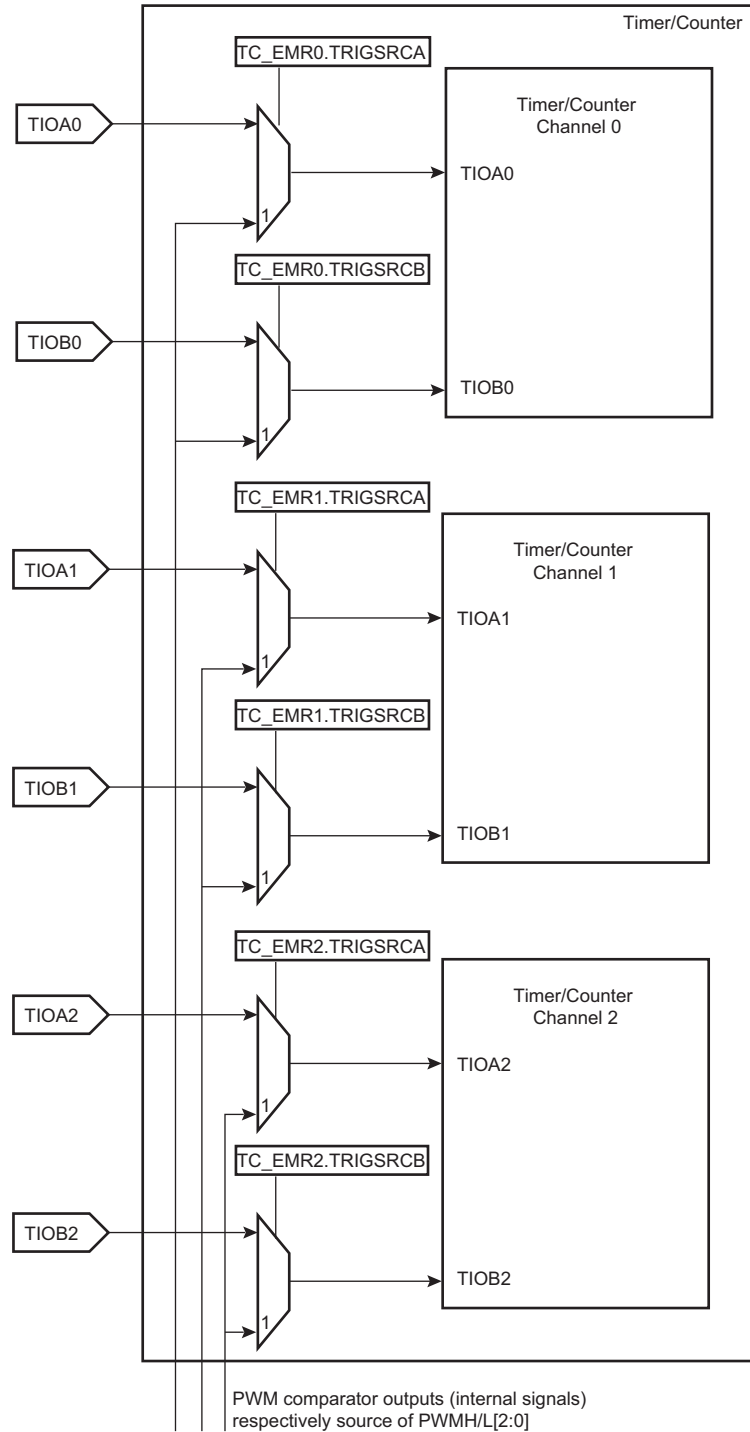 Timer/Counter
TC_EMR0.TRIGSRCA
TIOA0
Timer/Counter
Channel 0
TIOA0
1
TC_EMR0.TRIGSRCB
TIOB0
TIOB0
1
TC_EMR1.TRIGSRCA
TIOA1
Timer/Counter
Channel 1
TIOA1
1
TC_EMR1.TRIGSRCB
TIOB1
TIOB1
1
TC_EMR2.TRIGSRCA
TIOA2
Timer/Counter
Channel 2
TIOA2
1
TC_EMR2.TRIGSRCB
TIOB2
TIOB2
1
PWM comparator outputs (internal signals)
respectively source of PWMH/L[2:0]